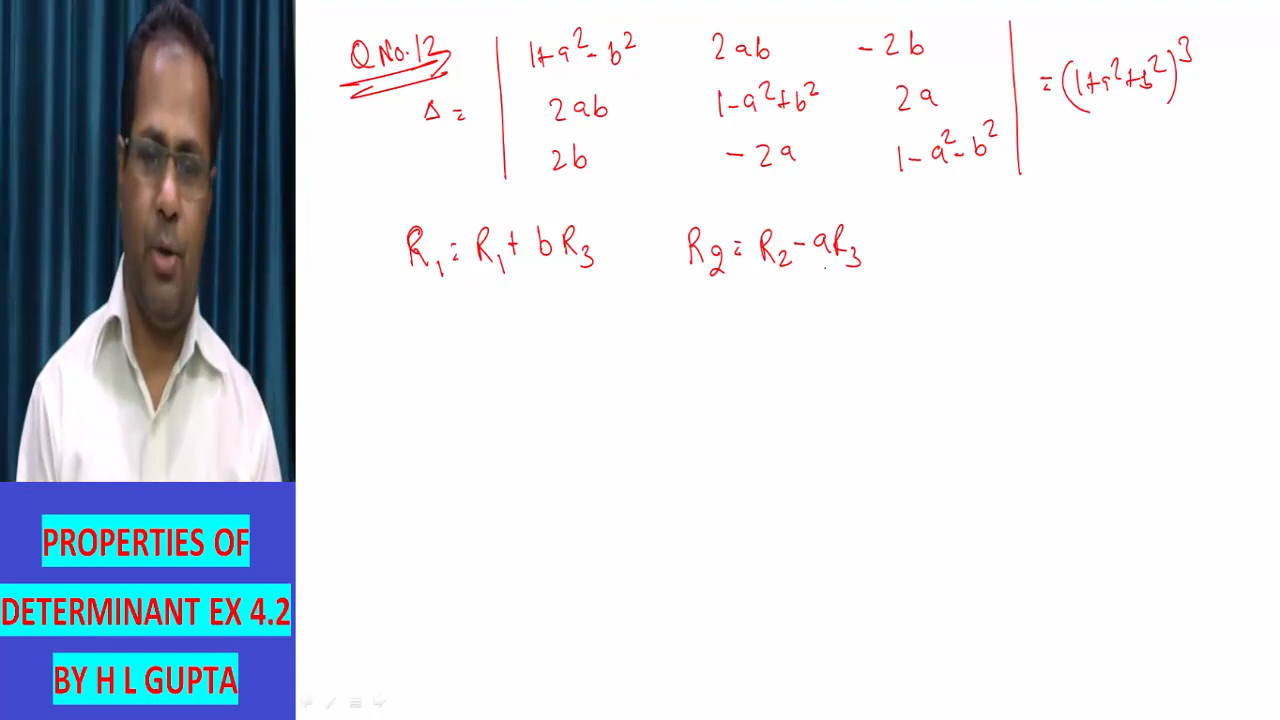 Q No. 12
Δ = | 1+a²-b² 2ab -2b |
| 2ab 1-a²+b² 2a | = (1+a²+b²)³
| 2b -2a 1-a²-b² |
R₁ = R₁ + bR₃ R₂ = R₂ - aR₃
PROPERTIES OF
DETERMINANT EX 4.2
BY H L GUPTA